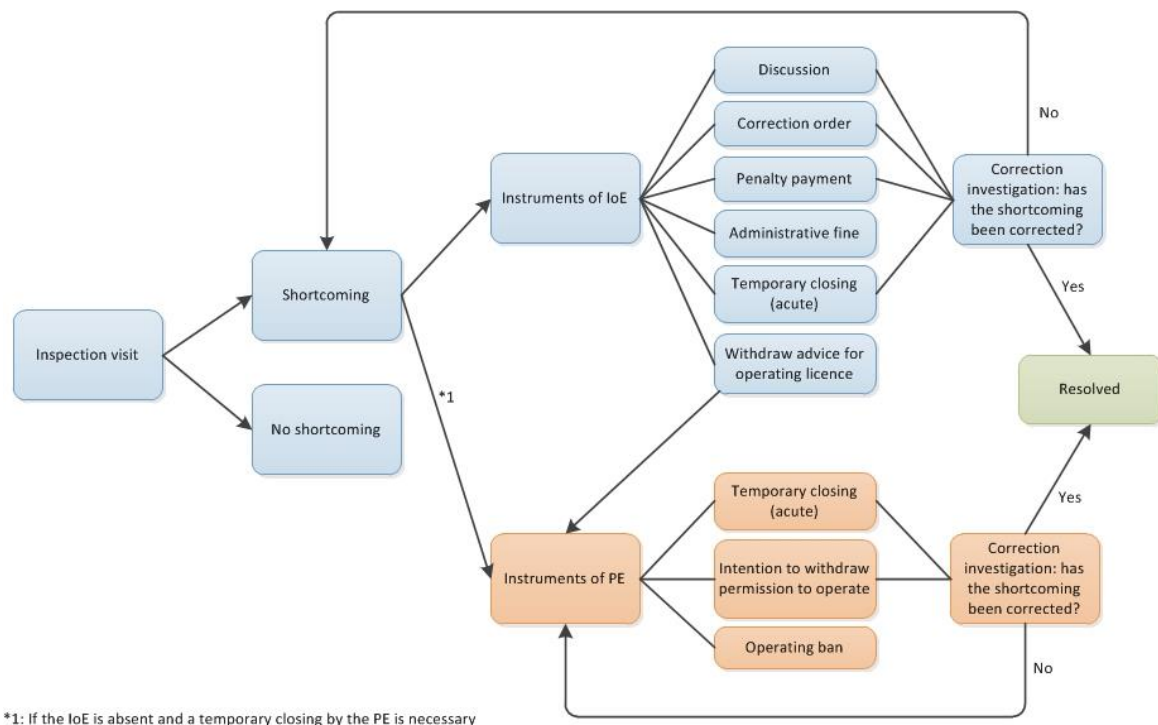 Discussion
No
Correction order
Correction
investigation: has
the shortcoming
been corrected?
Penalty payment
Instruments of IoE
Administrative fine
Shortcoming
Temporary closing
(acute)
Yes
Inspection visit
Withdraw advice for
operating licence
Resolved
*1
No shortcoming
Temporary closing
(acute)
Yes
Instruments of PE
Intention to withdraw
permission to operate
Correction
investigation: has
the shortcoming
been corrected?
Operating ban
No
*1: If the IoE is absent and a temporary closing by the PE is necessary